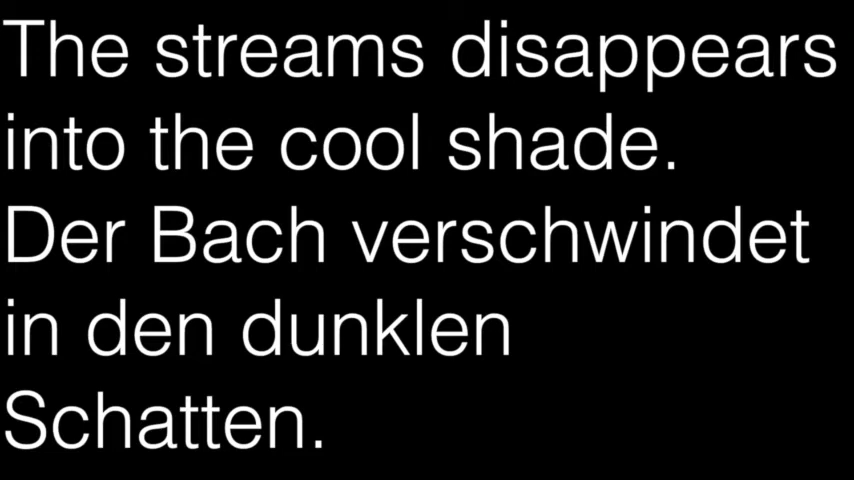 The streams disappears
into the cool shade.
Der Bach verschwindet
in den dunklen
Schatten.